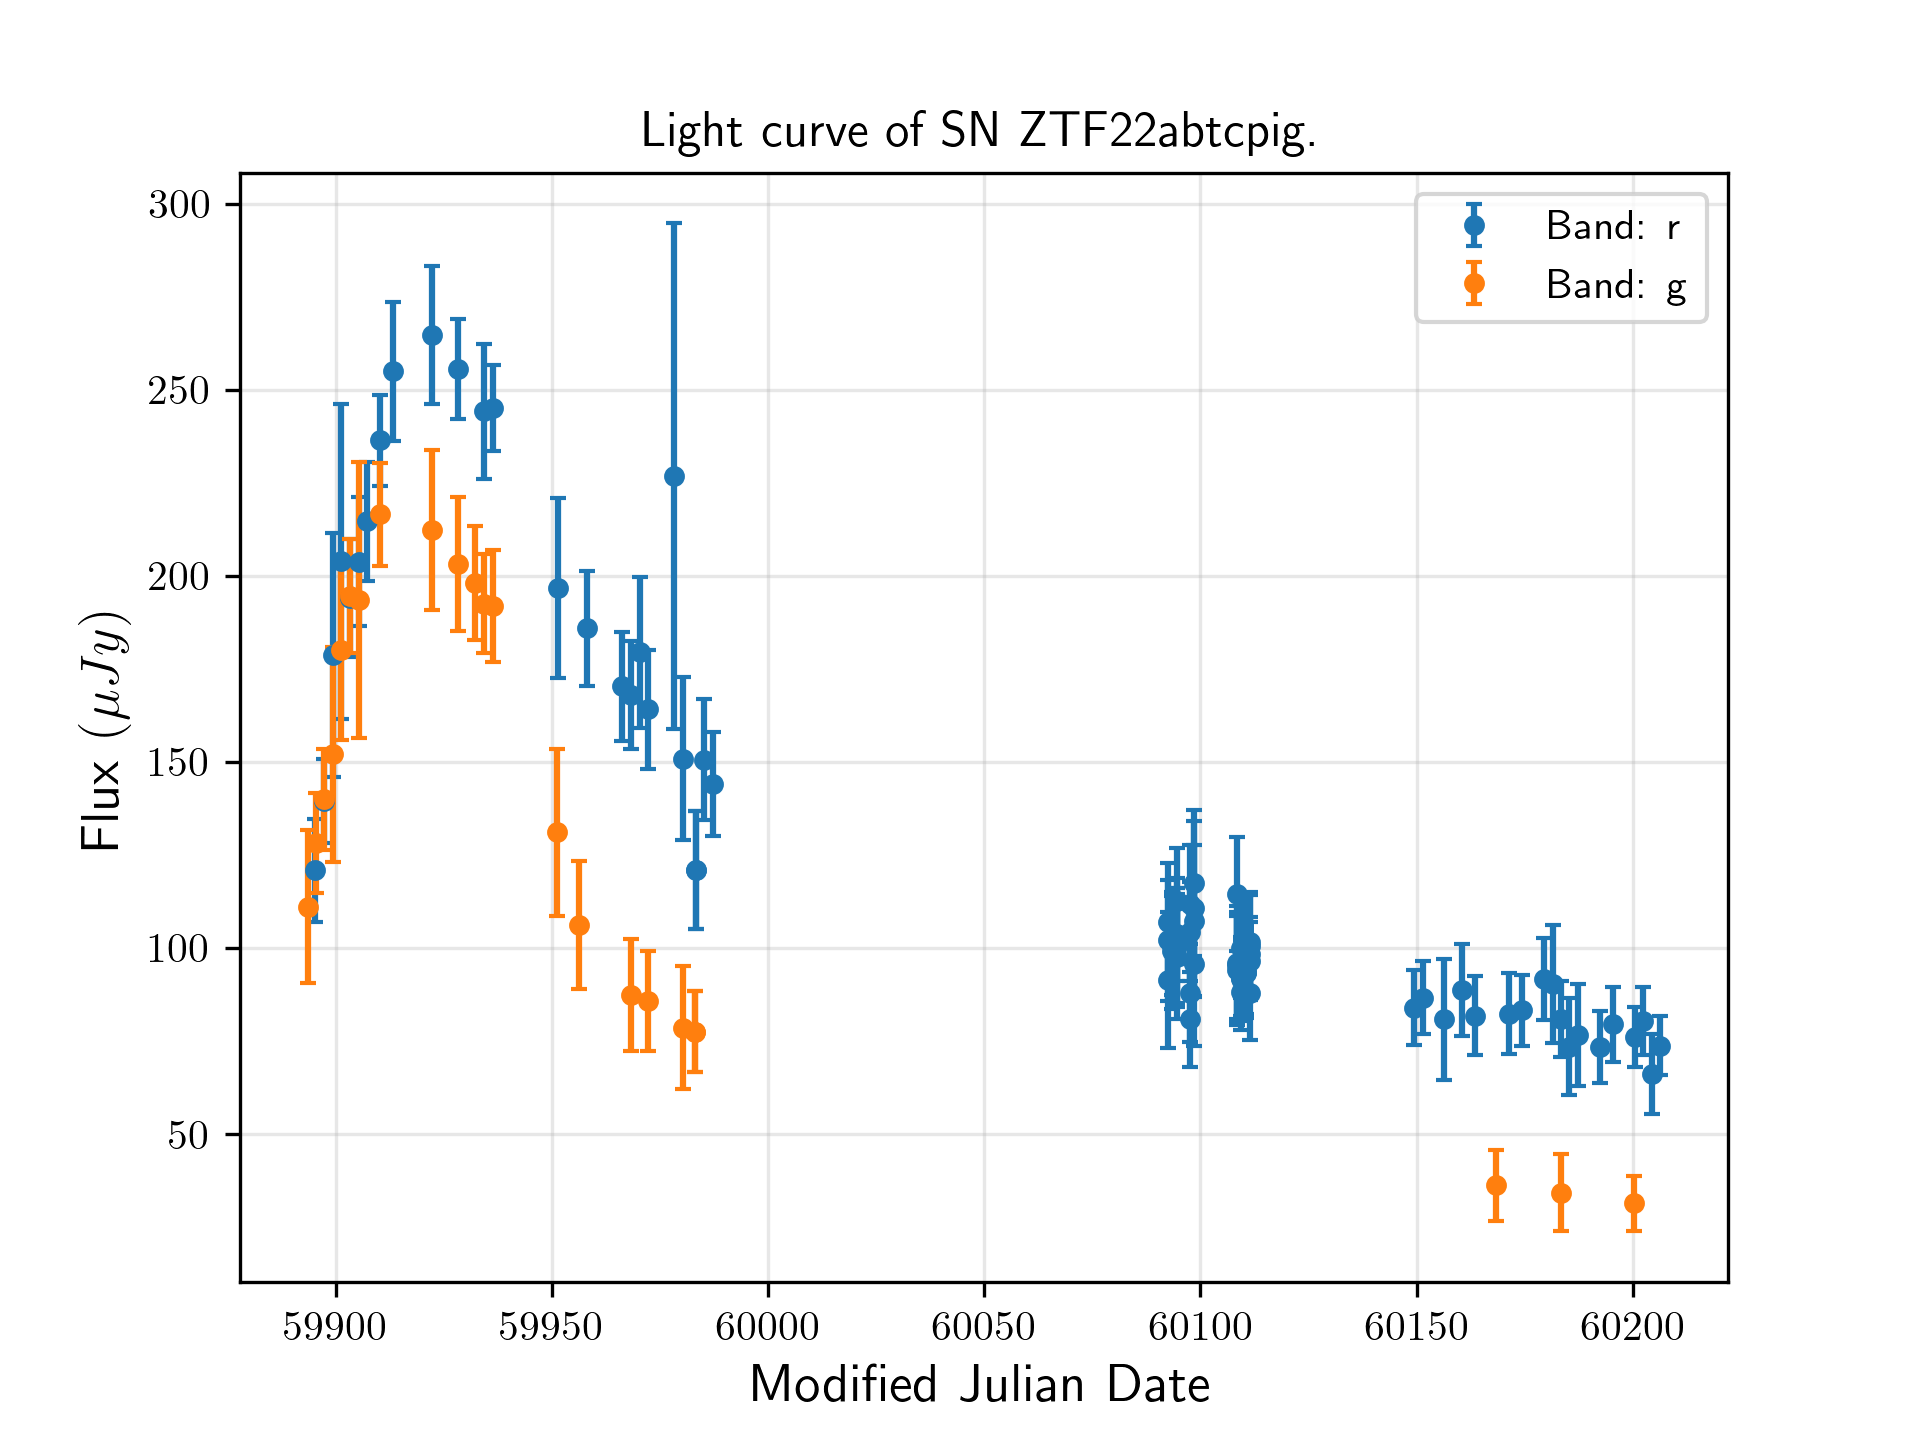 Light curve of SN ZTF22abtcpig.
Band: r
Band: g
300
250
200
150
100
50
Flux (μJy)
59900 59950 60000 60050 60100 60150 60200
Modified Julian Date